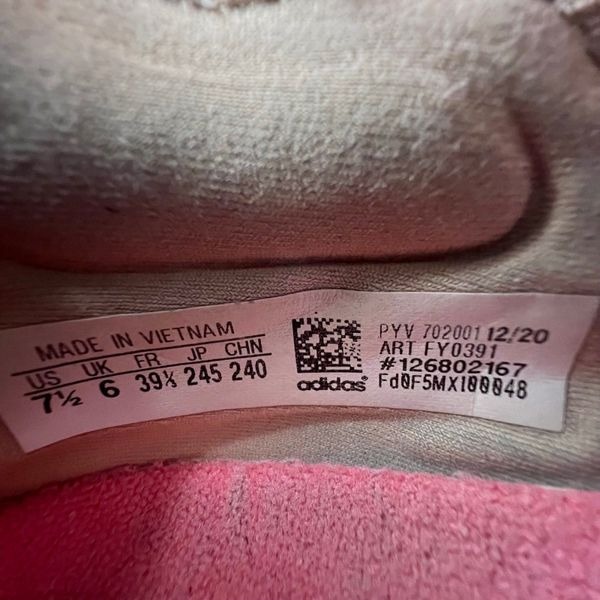 MADE IN VIETNAM
US UK FR JP CHN
7½ 6 39⅓ 245 240
adidas
PYV 702001 12/20
ART FY0391
#126802167
Fd0F5MXI00048